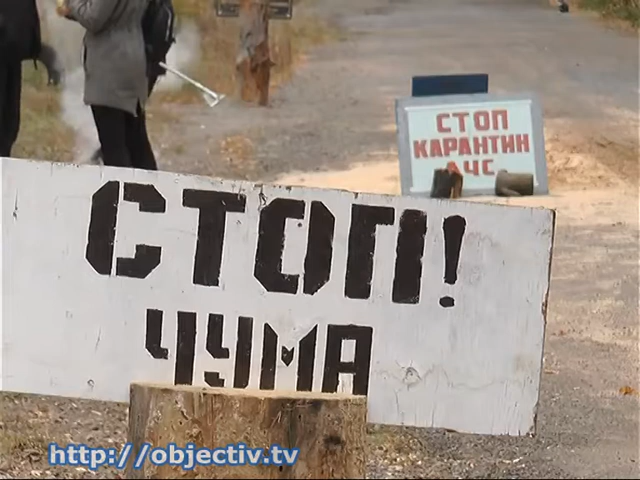 СТОП
КАРАНТИН
АЧС
СТОП!
ЧУМА
http://objectiv.tv